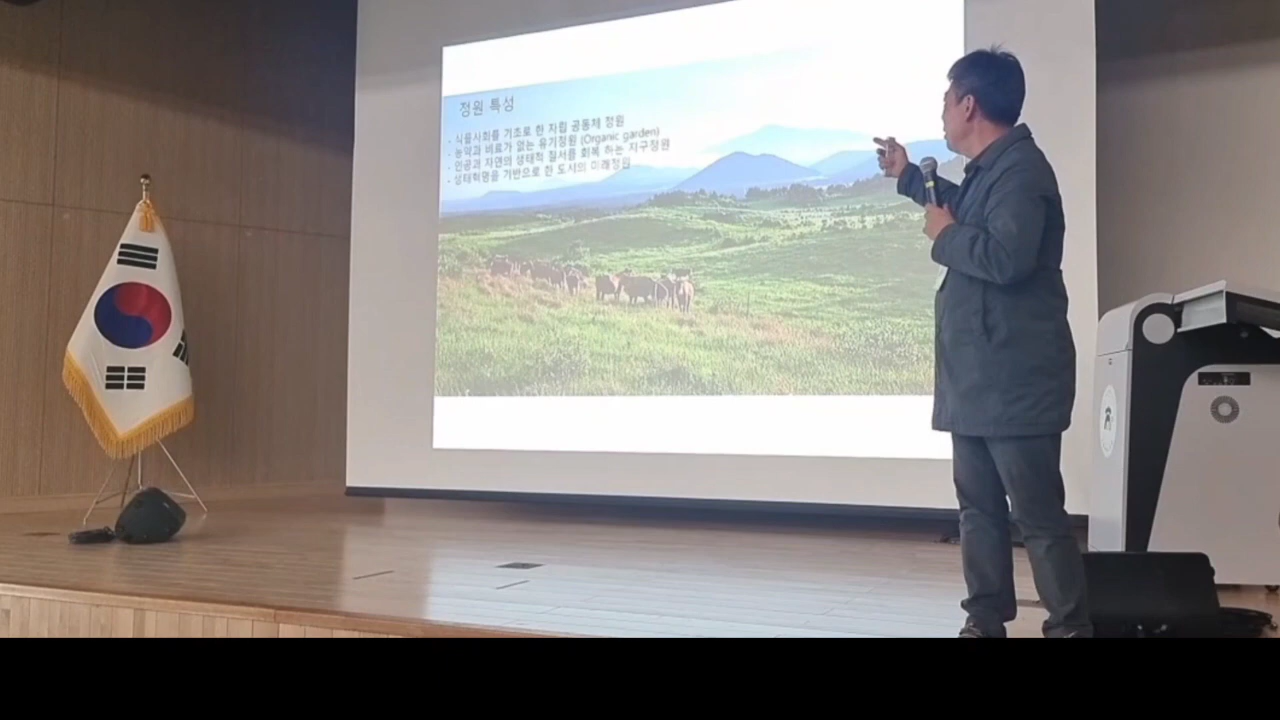 정원 특성
- 식물사회를 기초로 한 자립 공동체 정원
- 농약과 비료가 없는 유기정원 (Organic garden)
- 인공과 자연의 생태적 질서를 회복 하는 지구정원
- 생태혁명을 기반으로 한 도시의 미래정원